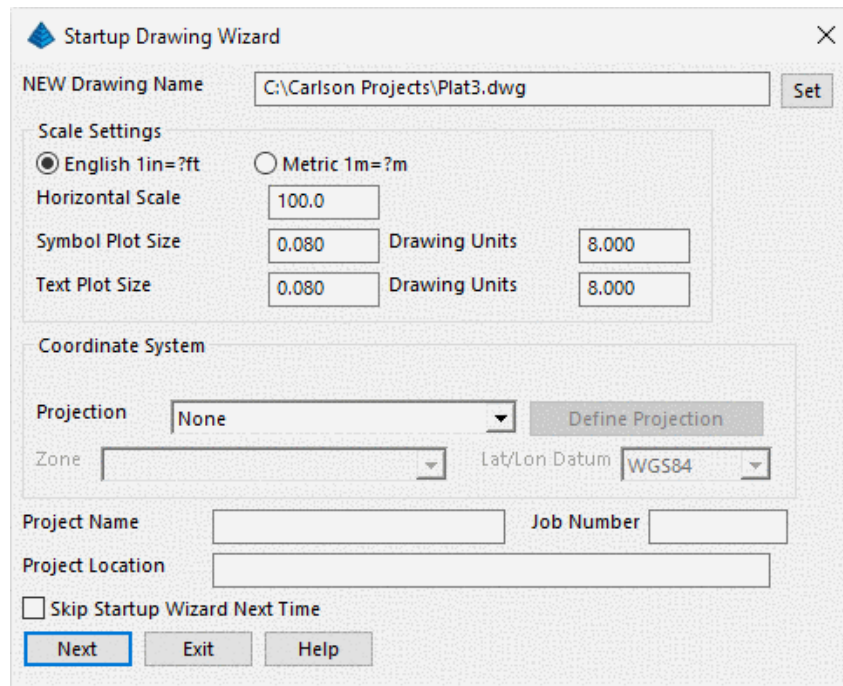 Startup Drawing Wizard
NEW Drawing Name C:\Carlson Projects\Plat3.dwg Set
Scale Settings
English 1in=?ft Metric 1m=?m
Horizontal Scale 100.0
Symbol Plot Size 0.080 Drawing Units 8.000
Text Plot Size 0.080 Drawing Units 8.000
Coordinate System
Projection None Define Projection
Zone Lat/Lon Datum WGS84
Project Name Job Number
Project Location
Skip Startup Wizard Next Time
Next Exit Help